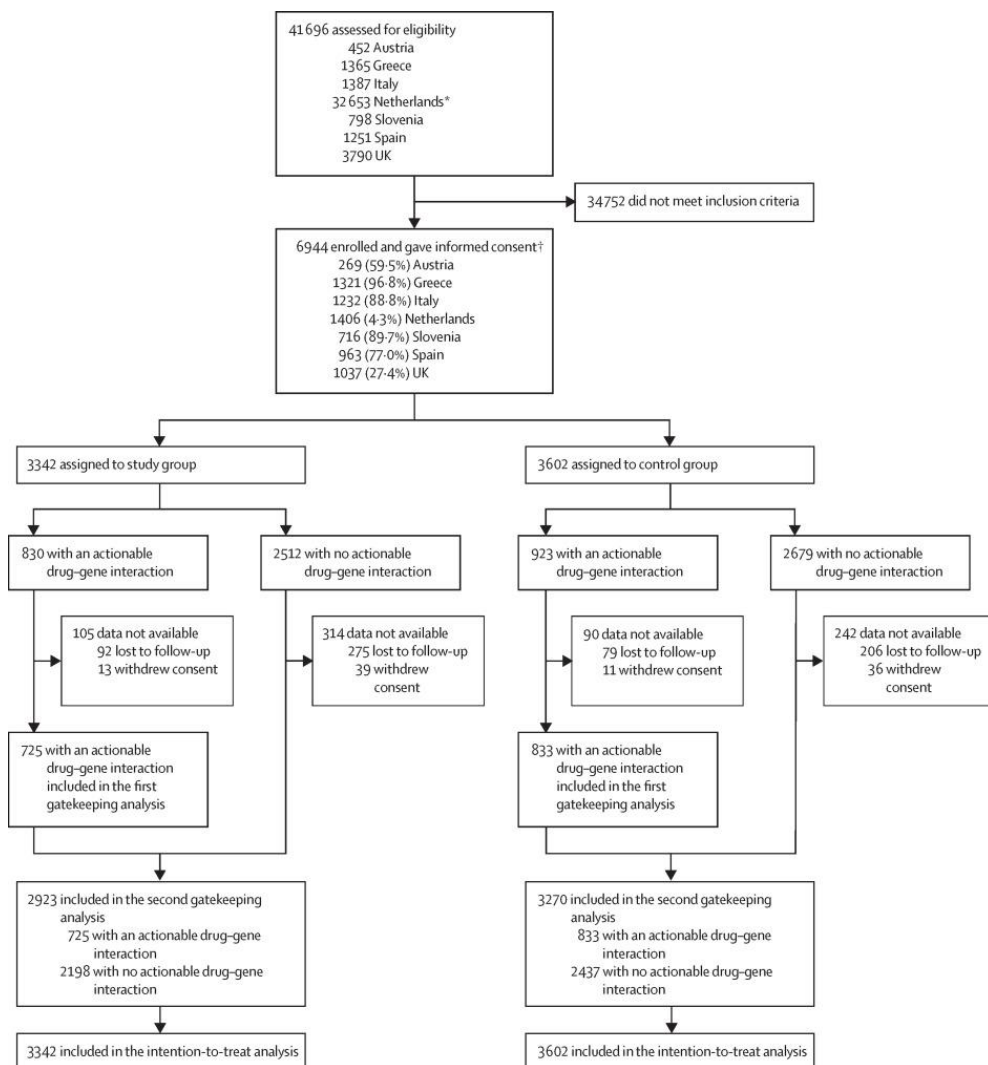 41 696 assessed for eligibility
452 Austria
1365 Greece
1387 Italy
32 653 Netherlands*
798 Slovenia
1251 Spain
3790 UK
34 752 did not meet inclusion criteria
6944 enrolled and gave informed consent†
269 (59·5%) Austria
1321 (96·8%) Greece
1232 (88·8%) Italy
1406 (4·3%) Netherlands
716 (89·7%) Slovenia
963 (77·0%) Spain
1037 (27·4%) UK
3342 assigned to study group
3602 assigned to control group
830 with an actionable
drug–gene interaction
2512 with no actionable
drug–gene interaction
923 with an actionable
drug–gene interaction
2679 with no actionable
drug–gene interaction
105 data not available
92 lost to follow-up
13 withdrew consent
314 data not available
275 lost to follow-up
39 withdrew
consent
90 data not available
79 lost to follow-up
11 withdrew consent
242 data not available
206 lost to follow-up
36 withdrew
consent
725 with an actionable
drug–gene interaction
included in the first
gatekeeping analysis
833 with an actionable
drug–gene interaction
included in the first
gatekeeping analysis
2923 included in the second gatekeeping
analysis
725 with an actionable drug–gene
interaction
2198 with no actionable drug–gene
interaction
3270 included in the second gatekeeping
analysis
833 with an actionable drug–gene
interaction
2437 with no actionable drug–gene
interaction
3342 included in the intention-to-treat analysis
3602 included in the intention-to-treat analysis